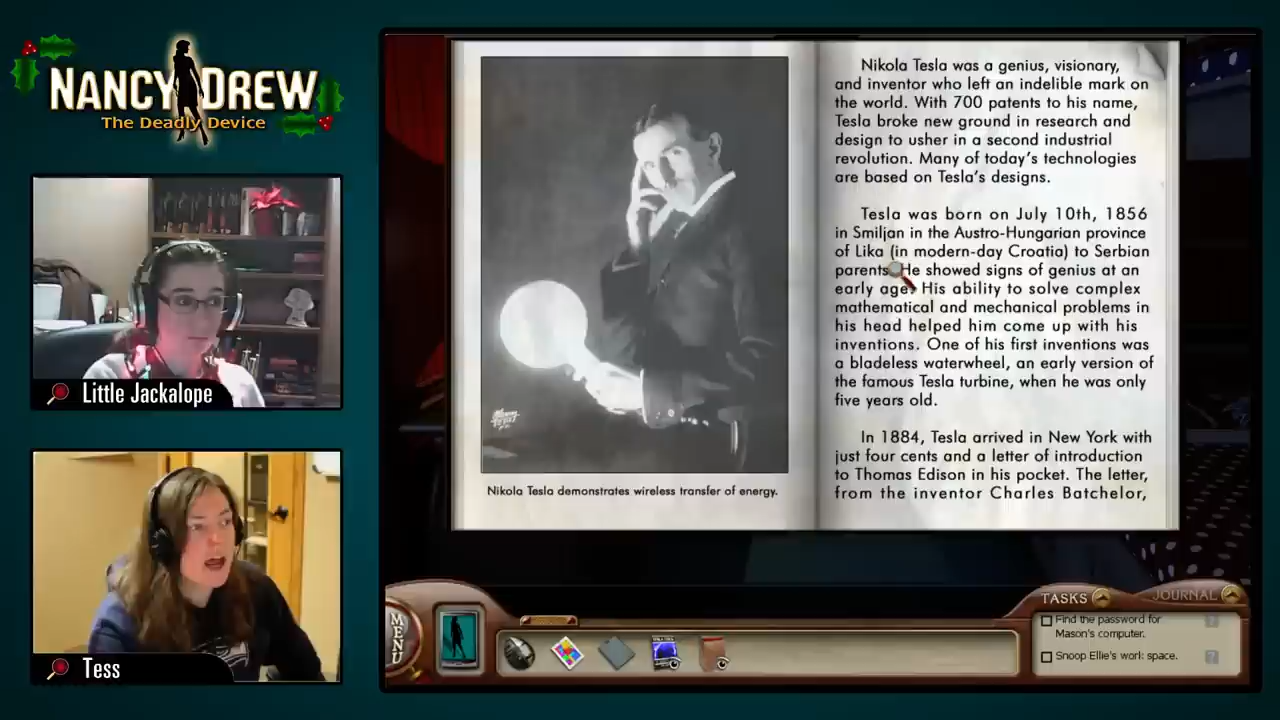 NANCY DREW
The Deadly Device
Little Jackalope
Tess
Nikola Tesla demonstrates wireless transfer of energy.
Nikola Tesla was a genius, visionary,
and inventor who left an indelible mark on
the world. With 700 patents to his name,
Tesla broke new ground in research and
design to usher in a second industrial
revolution. Many of today's technologies
are based on Tesla's designs.
Tesla was born on July 10th, 1856
in Smiljan in the Austro-Hungarian province
of Lika (in modern-day Croatia) to Serbian
parents. He showed signs of genius at an
early age. His ability to solve complex
mathematical and mechanical problems in
his head helped him come up with his
inventions. One of his first inventions was
a bladeless waterwheel, an early version of
the famous Tesla turbine, when he was only
five years old.
In 1884, Tesla arrived in New York with
just four cents and a letter of introduction
to Thomas Edison in his pocket. The letter,
from the inventor Charles Batchelor,
MENU
TASKS
JOURNAL
Find the password for
Mason's computer.
?
Snoop Ellie's work space.
?